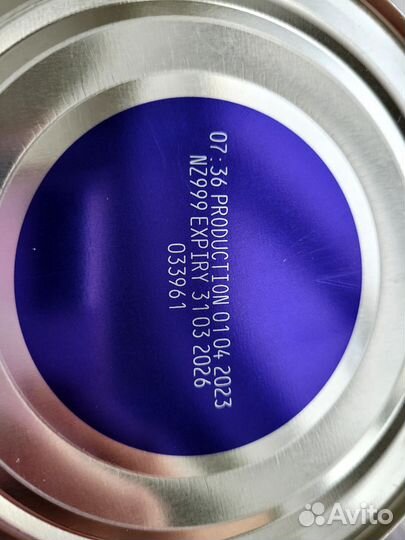 07:36 PRODUCTION 0104 2023
NZ999 EXPIRY 3103 2026
033961
Avito